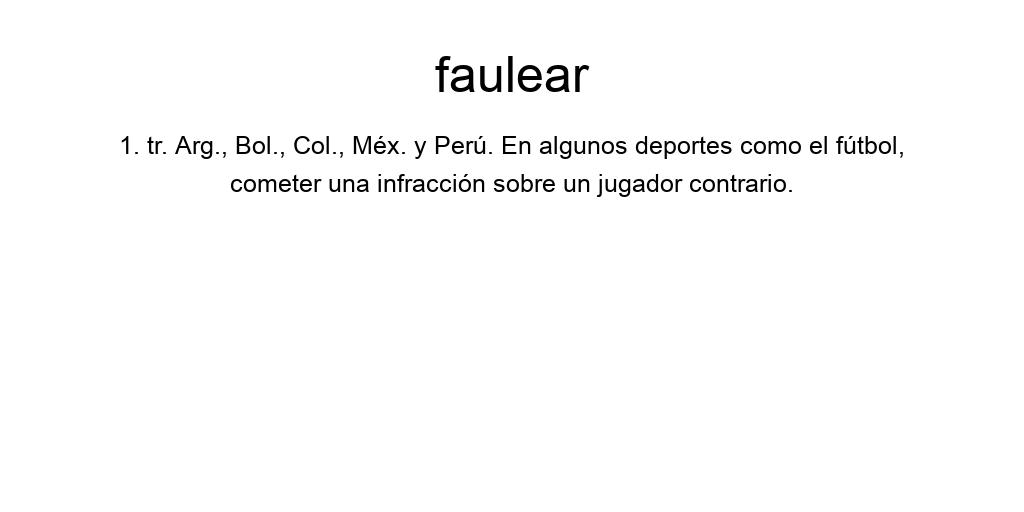 faulear
1. tr. Arg., Bol., Col., Méx. y Perú. En algunos deportes como el fútbol,
cometer una infracción sobre un jugador contrario.